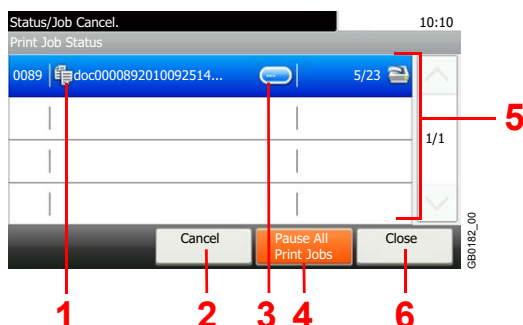 Status/Job Cancel. 10:10
Print Job Status
0089 doc0000892010092514... 5/23
5
1/1
Cancel Pause All Print Jobs Close
GB0182_00
1 2 3 4 6